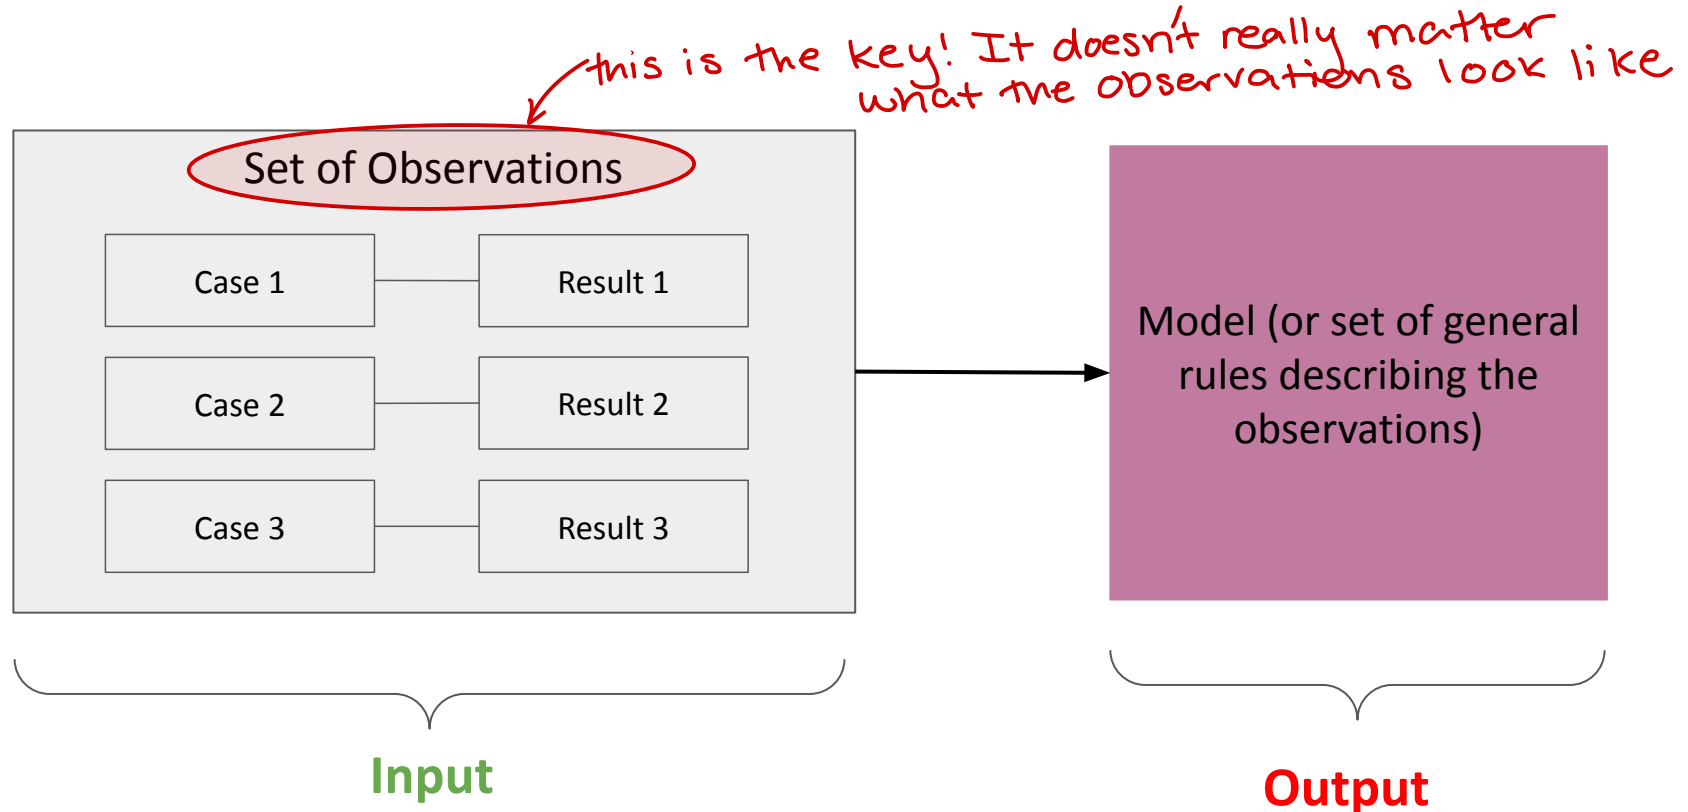 this is the key! It doesn't really matter
what the observations look like
Set of Observations
Case 1 Result 1
Case 2 Result 2
Case 3 Result 3
Model (or set of general
rules describing the
observations)
Input
Output